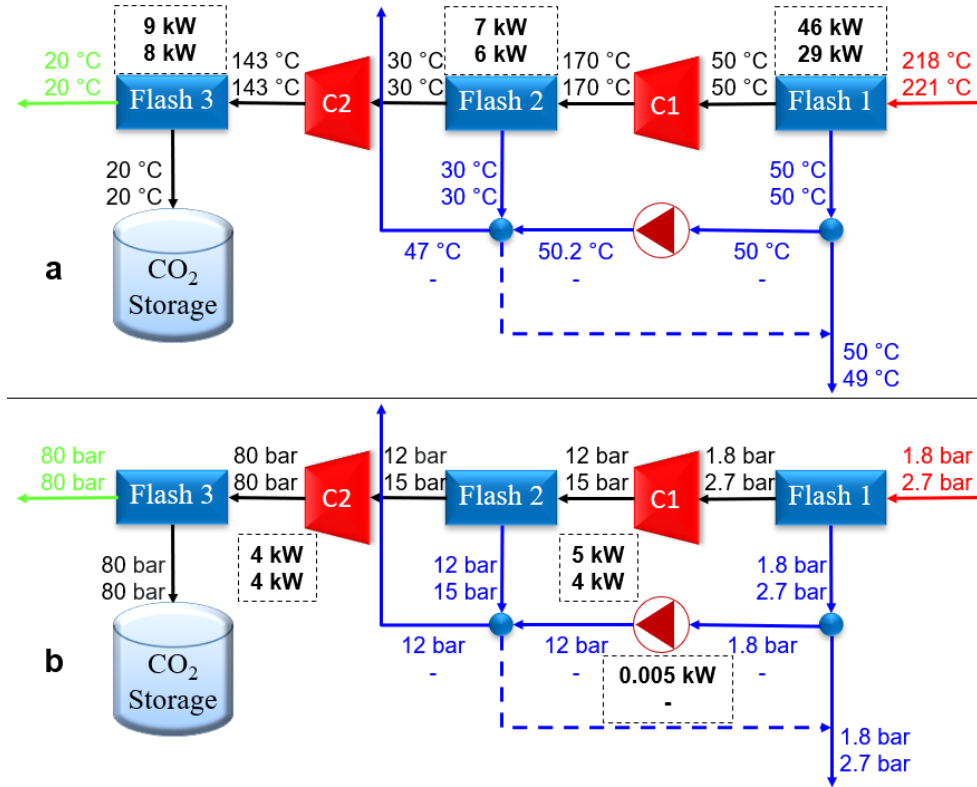 9 kW
8 kW
7 kW
6 kW
46 kW
29 kW
20 °C
20 °C
143 °C
143 °C
30 °C
30 °C
170 °C
170 °C
50 °C
50 °C
218 °C
221 °C
Flash 3
C2
Flash 2
C1
Flash 1
20 °C
20 °C
30 °C
30 °C
50 °C
50 °C
a
CO2
Storage
47 °C
-
50.2 °C
-
50 °C
-
50 °C
49 °C
80 bar
80 bar
80 bar
80 bar
12 bar
15 bar
12 bar
15 bar
1.8 bar
2.7 bar
1.8 bar
2.7 bar
Flash 3
C2
Flash 2
C1
Flash 1
80 bar
80 bar
4 kW
4 kW
12 bar
15 bar
5 kW
4 kW
1.8 bar
2.7 bar
b
CO2
Storage
12 bar
-
12 bar
-
1.8 bar
-
0.005 kW
-
1.8 bar
2.7 bar